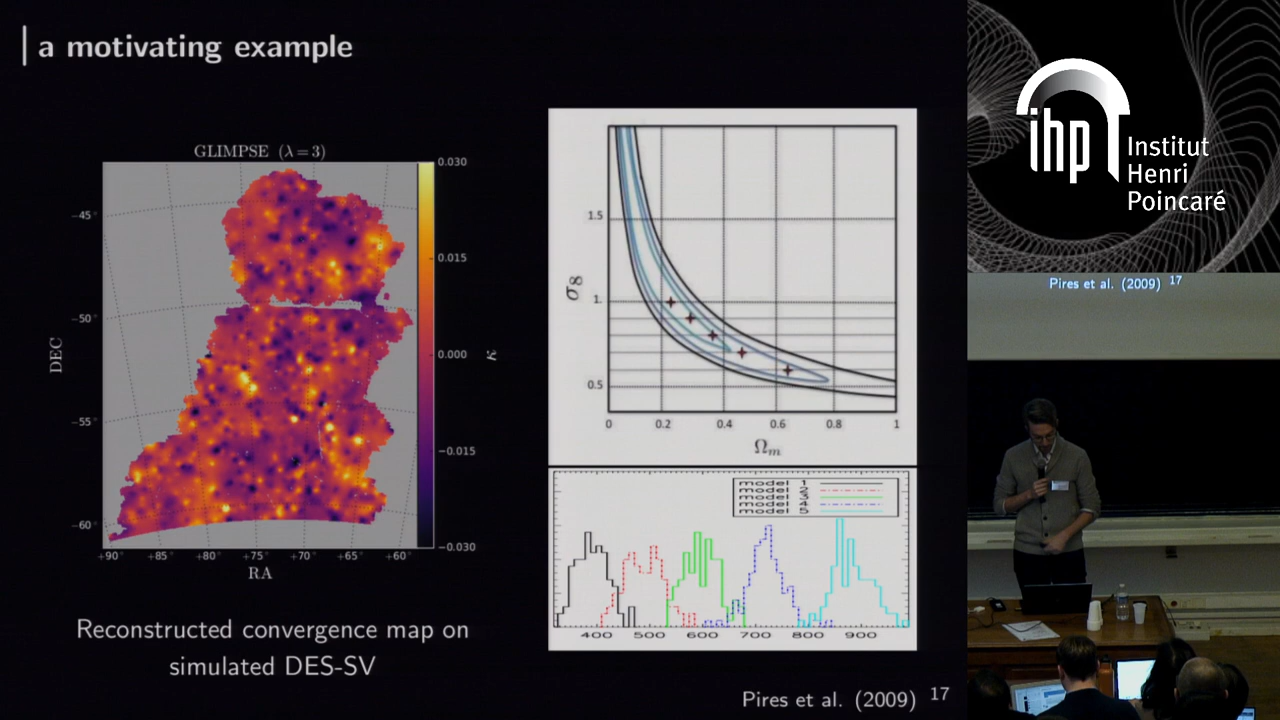 a motivating example
GLIMPSE (λ = 3)
-45°
-50°
-55°
-60°
DEC
+90° +85° +80° +75° +70° +65° +60°
RA
0.030
0.015
0.000
-0.015
-0.030
κ
Reconstructed convergence map on
simulated DES-SV
σ8
1.5
1.
0.5
0 0.2 0.4 0.6 0.8 1
Ωm
model 1
model 2
model 3
model 4
model 5
400 500 600 700 800 900
Pires et al. (2009) 17
ihp Institut
Henri
Poincaré
Pires et al. (2009) 17